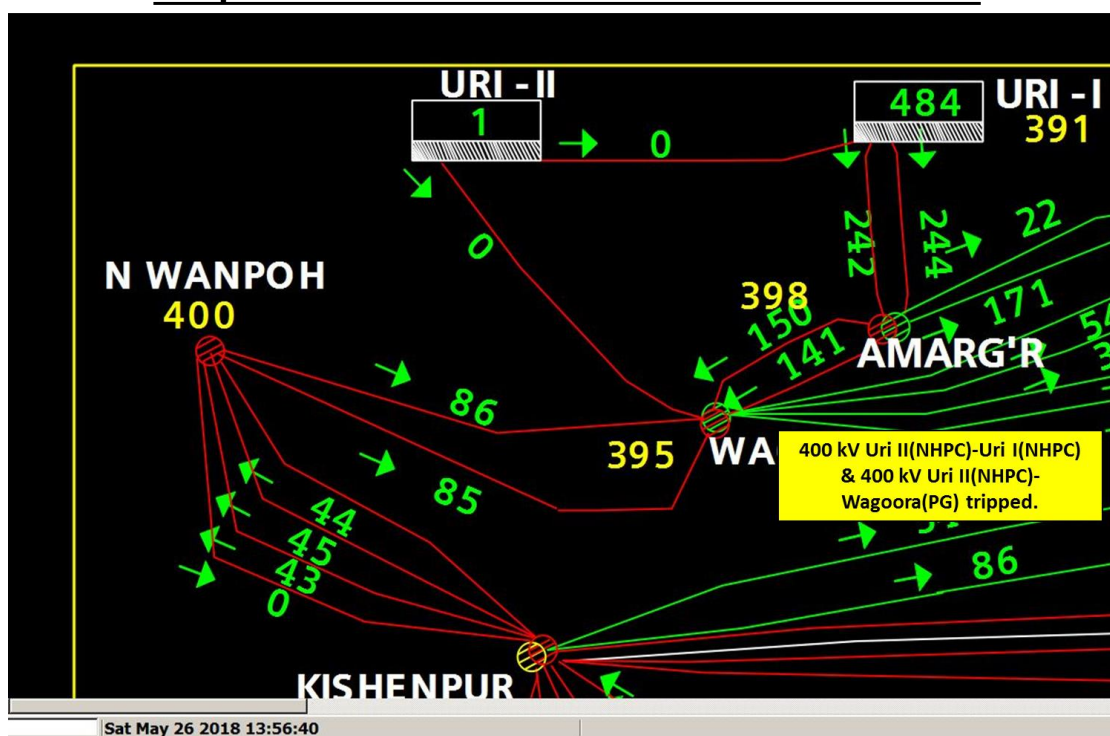 URI - II
1
0
484
URI - I
391
0
242
244
22
N WANPOH
400
398
150
141
171
AMARG'R
86
395
85
400 kV Uri II(NHPC)-Uri I(NHPC)
& 400 kV Uri II(NHPC)-
Wagoora(PG) tripped.
44
45
43
0
86
KISHENPUR
Sat May 26 2018 13:56:40